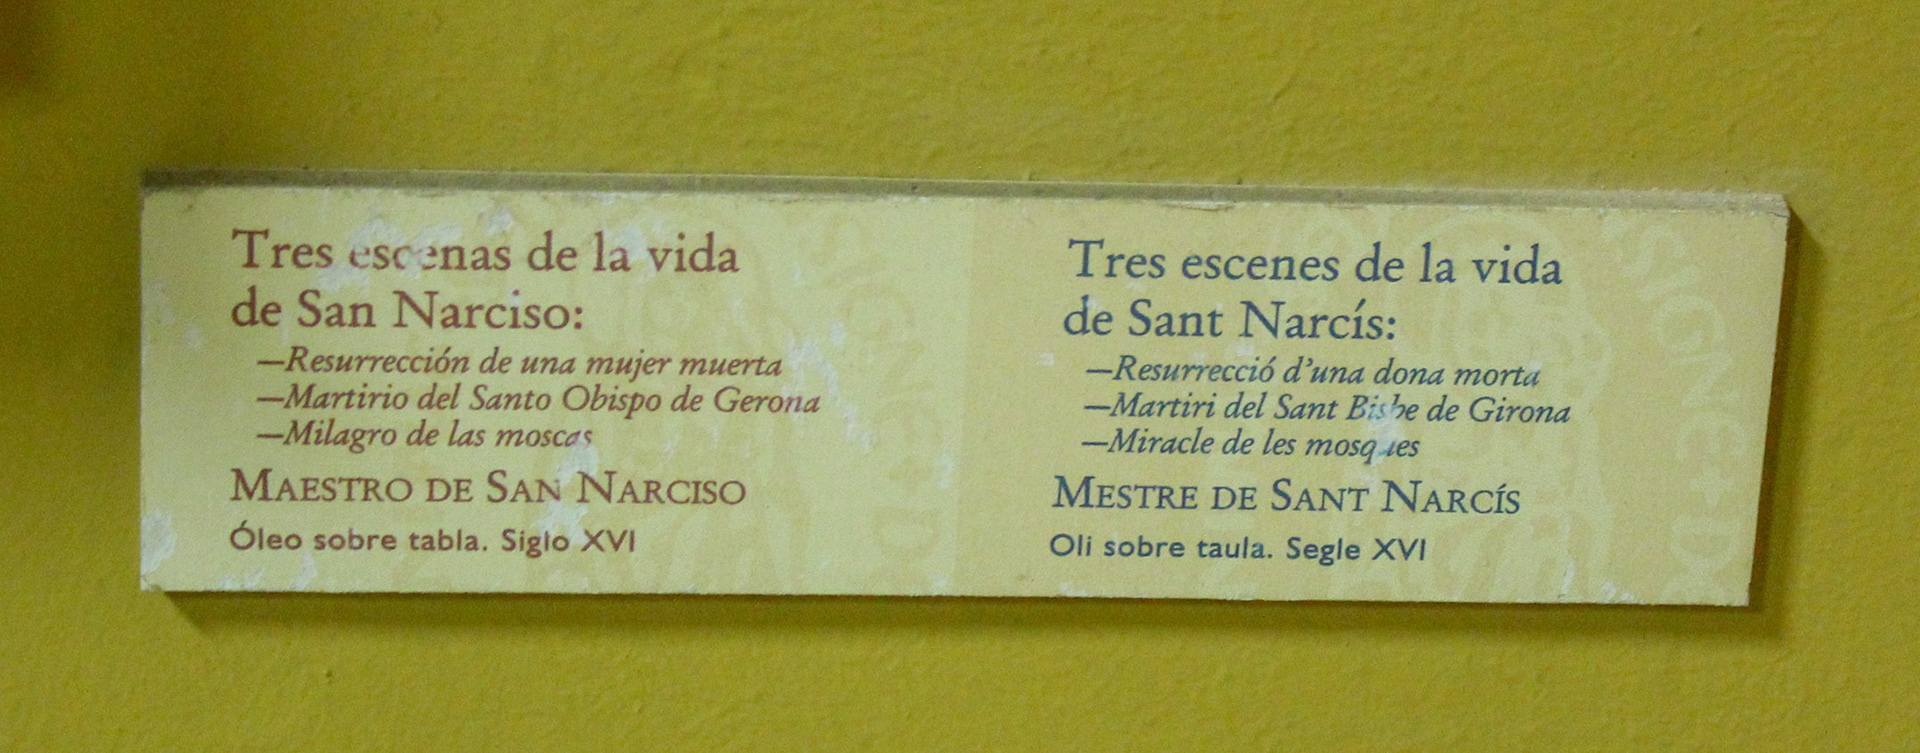 Tres escenas de la vida
de San Narciso:
—Resurrección de una mujer muerta
—Martirio del Santo Obispo de Gerona
—Milagro de las moscas
MAESTRO DE SAN NARCISO
Óleo sobre tabla. Siglo XVI
Tres escenes de la vida
de Sant Narcís:
—Resurrecció d'una dona morta
—Martiri del Sant Bisbe de Girona
—Miracle de les mosques
MESTRE DE SANT NARCÍS
Oli sobre taula. Segle XVI